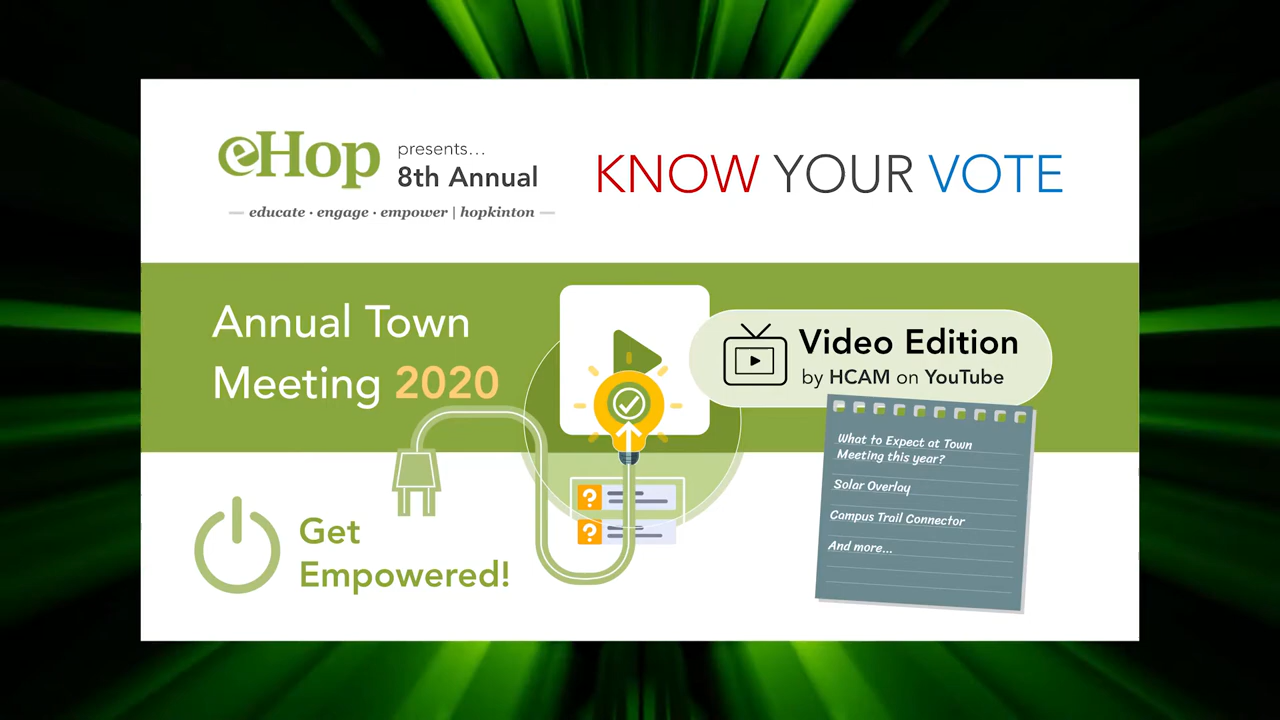 eHop
presents...
8th Annual
educate · engage · empower | hopkinton
KNOW YOUR VOTE
Annual Town
Meeting 2020
Video Edition
by HCAM on YouTube
What to Expect at Town
Meeting this year?
Solar Overlay
Campus Trail Connector
And more...
?
?
Get
Empowered!